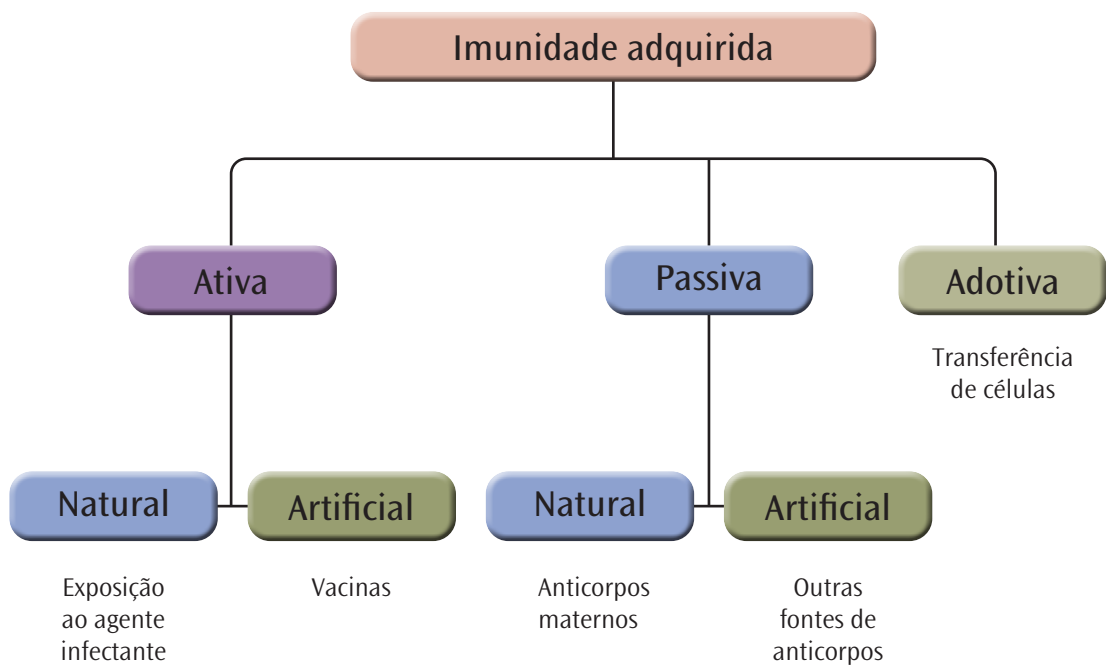 Imunidade adquirida
Ativa
Passiva
Adotiva
Transferência
de células
Natural
Artificial
Natural
Artificial
Exposição
ao agente
infectante
Vacinas
Anticorpos
maternos
Outras
fontes de
anticorpos